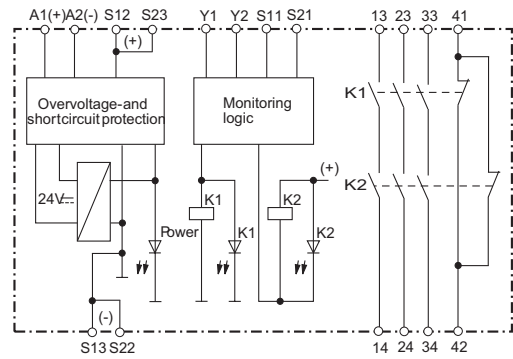 A1(+) A2(-) S12 S23 Y1 Y2 S11 S21 13 23 33 41
(+)
Overvoltage-and
shortcircuit protection
Monitoring
logic
K1
24V
K1
K2
(+)
K2
Power
K1
K2
(-)
S13 S22
14 24 34 42